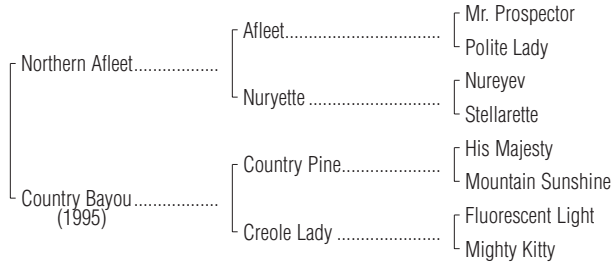 Mr. Prospector
Afleet
Polite Lady
Northern Afleet
Nureyev
Nuryette
Stellarette
His Majesty
Country Pine
Mountain Sunshine
Country Bayou
(1995)
Fluorescent Light
Creole Lady
Mighty Kitty